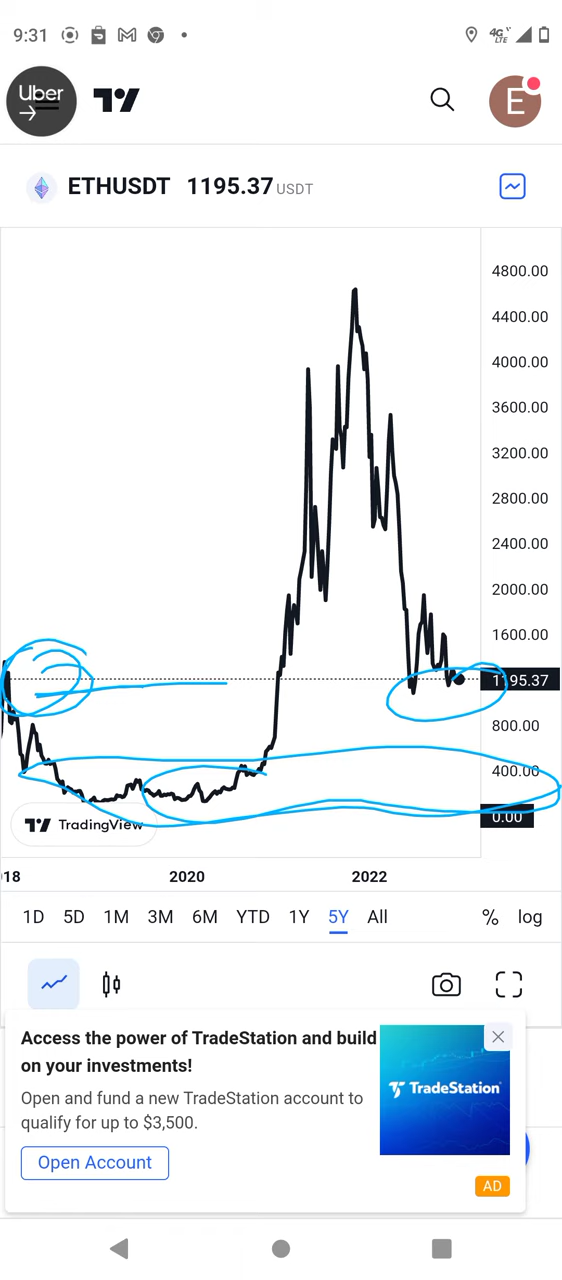 9:31
4G LTE
Uber
E
ETHUSDT 1195.37 USDT
4800.00
4400.00
4000.00
3600.00
3200.00
2800.00
2400.00
2000.00
1600.00
1195.37
800.00
400.00
0.00
TradingView
18 2020 2022
1D 5D 1M 3M 6M YTD 1Y 5Y All % log
Access the power of TradeStation and build
on your investments!
Open and fund a new TradeStation account to
qualify for up to $3,500.
Open Account
TradeStation
AD